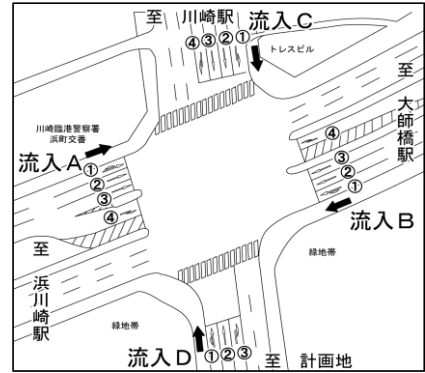 至 川崎駅
流入C
④③②①
トレスビル
至 大師橋駅
川崎臨港警察署
浜町交番
流入A
①
②
③
④
④
③
②
①
流入B
至 浜川崎駅
緑地帯
緑地帯
流入D
①②③
至 計画地